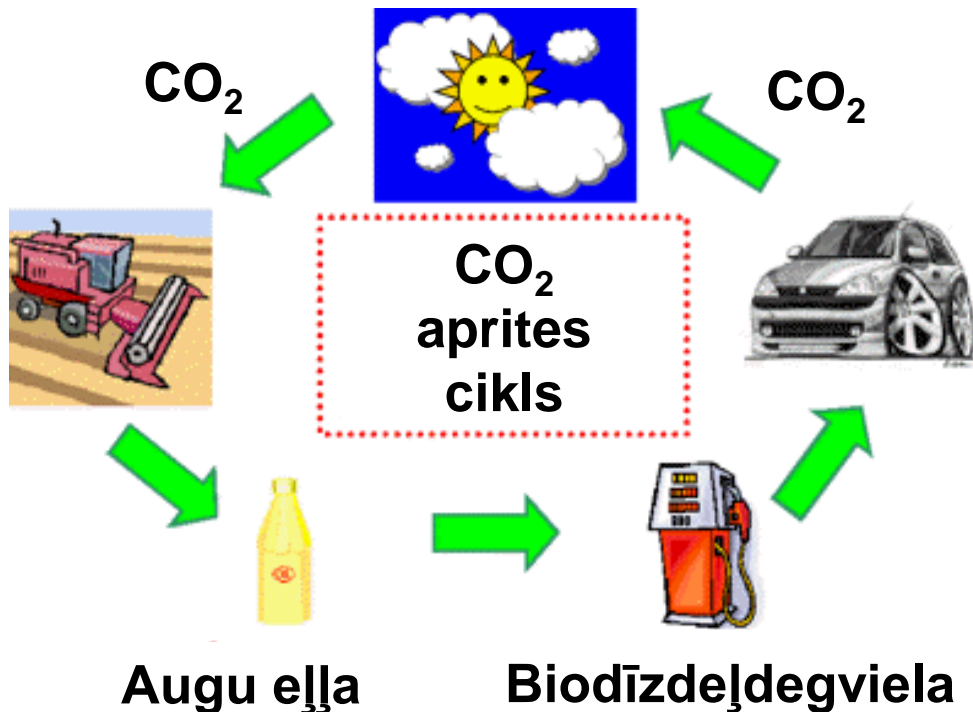 CO₂
CO₂
CO₂
aprites
cikls
Augu eļļa
Biodīzdeļdegviela